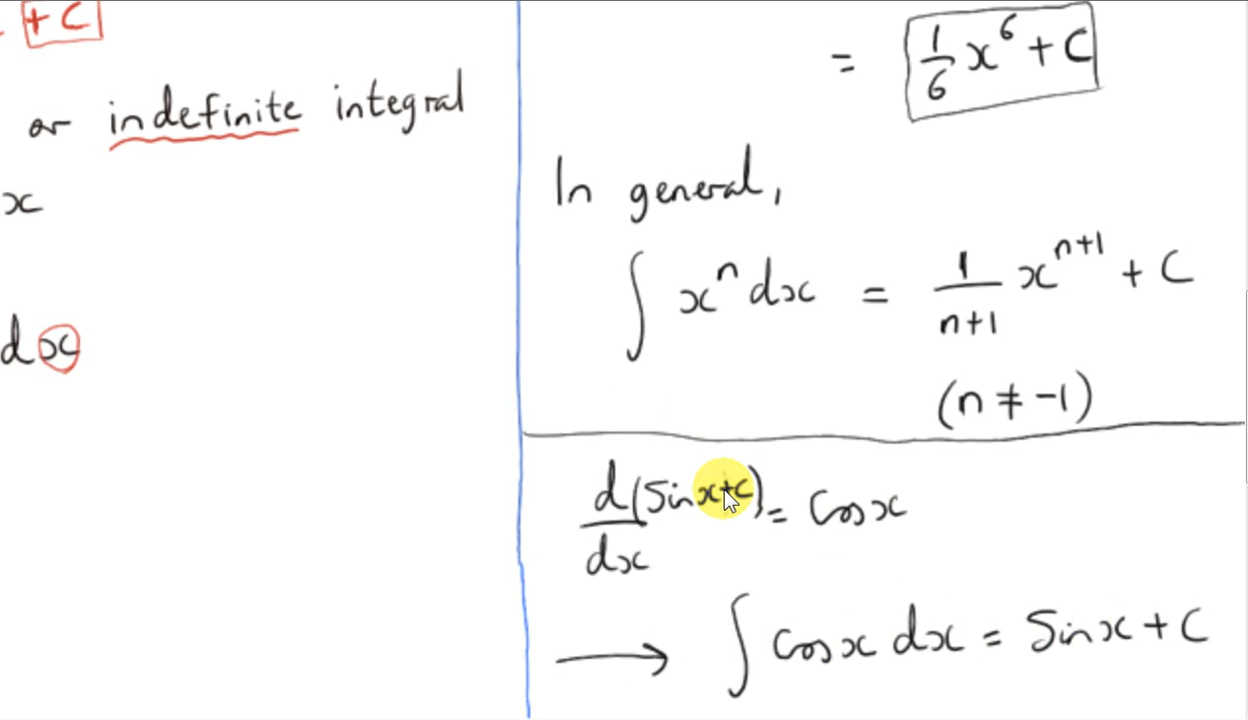 + C
or indefinite integral
x
dx
= 1/6 x^6 + C
In general,
∫ x^n dx = 1/(n+1) x^(n+1) + C
(n ≠ -1)
d/dx (Sin x + C) = Cos x
⟶ ∫ Cos x dx = Sin x + C